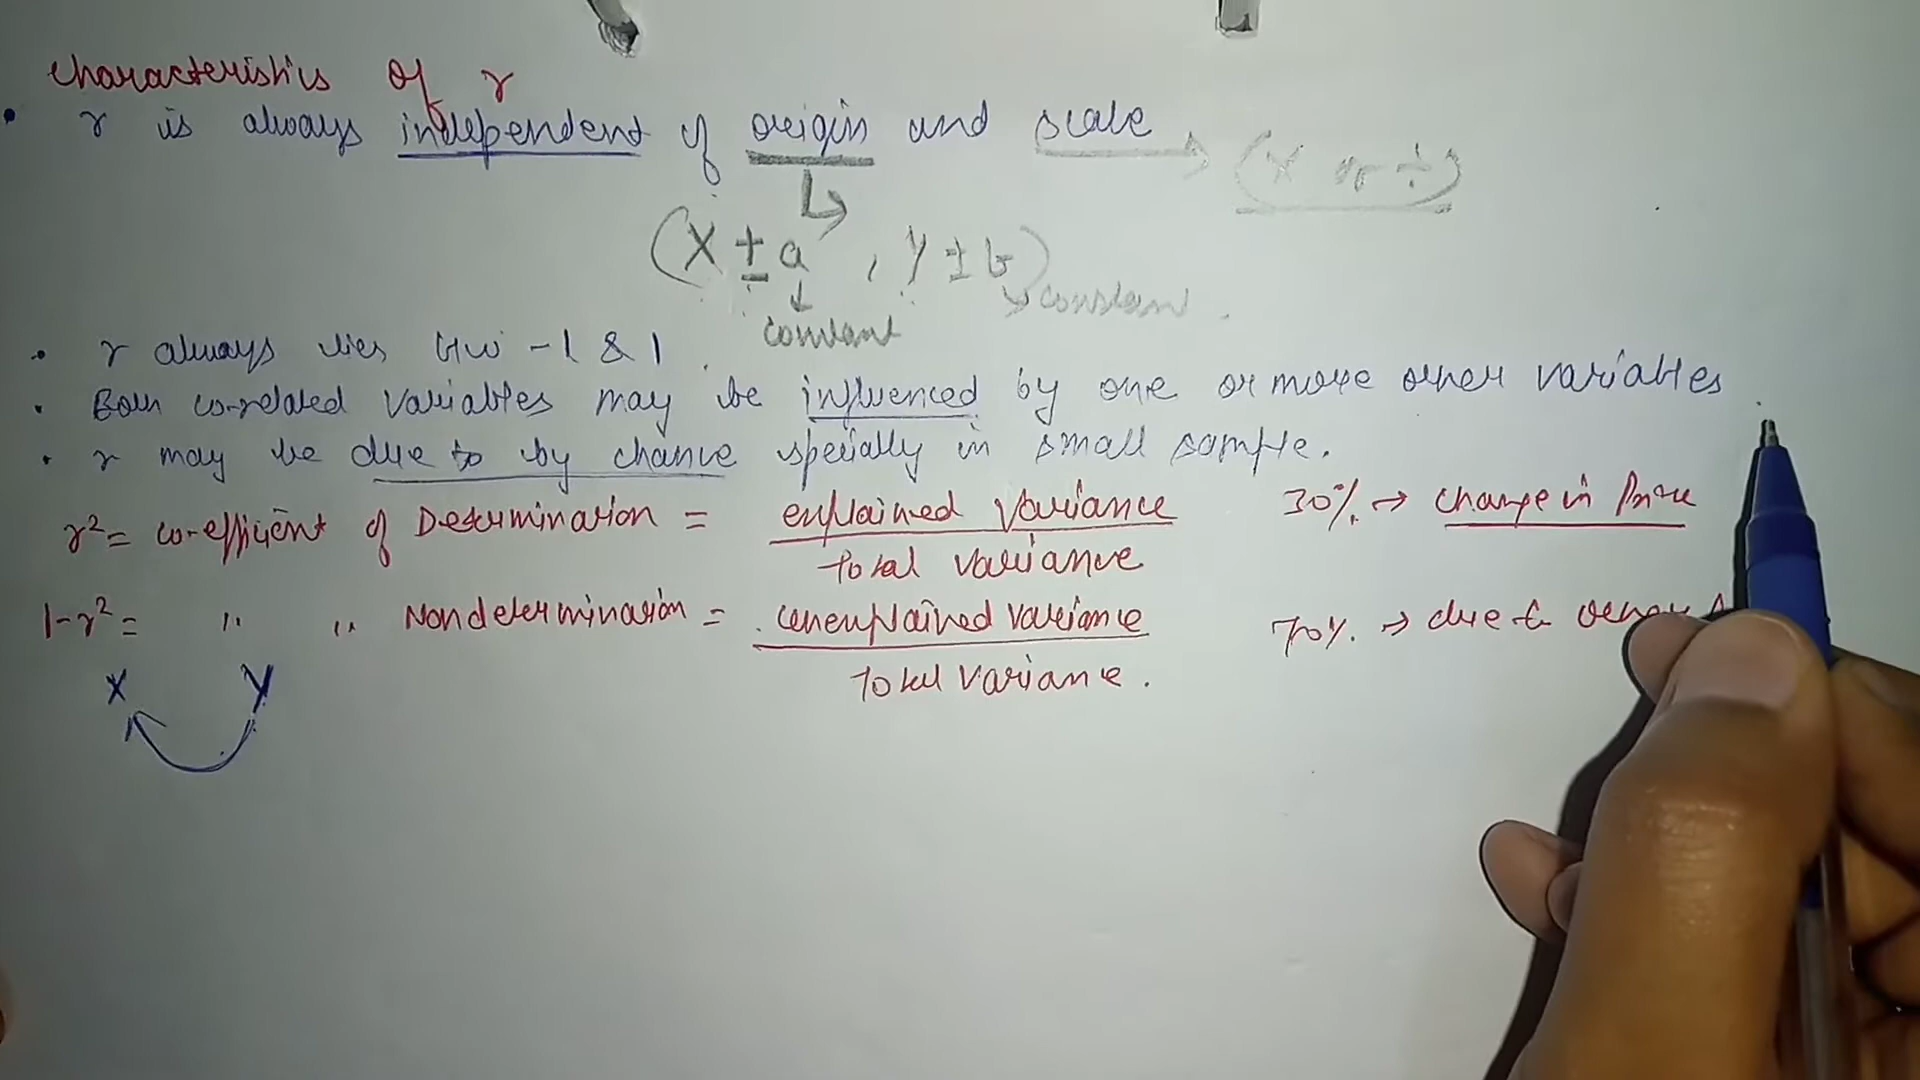 Characteristics of r
• r is always independent of origin and scale → (× or ÷)
(X ± a , Y ± b)
constant
constant
• r always lies btw -1 & 1 .
• Both co-related variables may be influenced by one or more other variables
• r may be due to by chance specially in small sample.
r² = co-efficient of Determination = explained variance / total variance
30% → change in Price
1-r² = " " Nondetermination = unexplained variance / Total variance .
70% → due to other
X Y